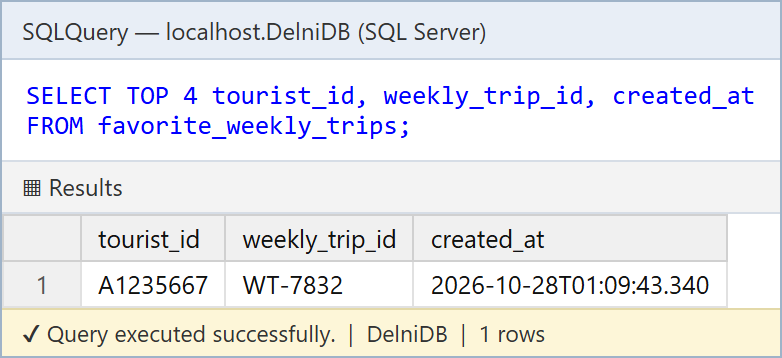 SQLQuery — localhost.DelniDB (SQL Server)
SELECT TOP 4 tourist_id, weekly_trip_id, created_at
FROM favorite_weekly_trips;
▦ Results
tourist_id weekly_trip_id created_at
1 A1235667 WT-7832 2026-10-28T01:09:43.340
✔ Query executed successfully. | DelniDB | 1 rows